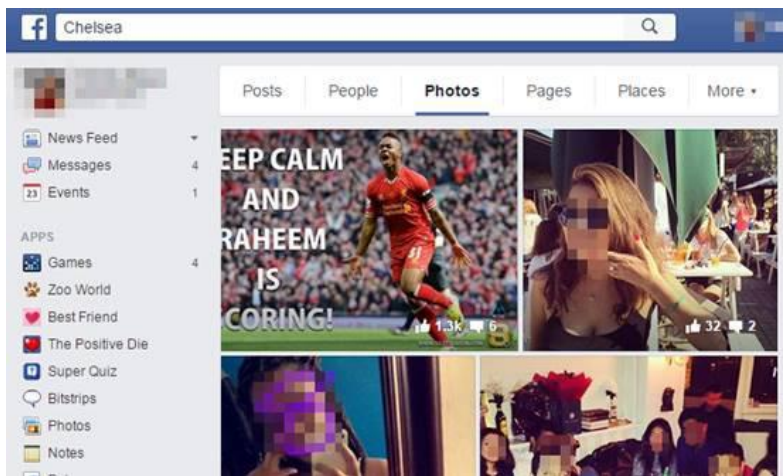 f Chelsea
Posts People Photos Pages Places More
News Feed
Messages 4
Events 23 1
APPS
Games 4
Zoo World
Best Friend
The Positive Die
Super Quiz
Bitstrips
Photos
Notes
EEP CALM
AND
RAHEEM
IS
CORING!
1.3k 6
32 2